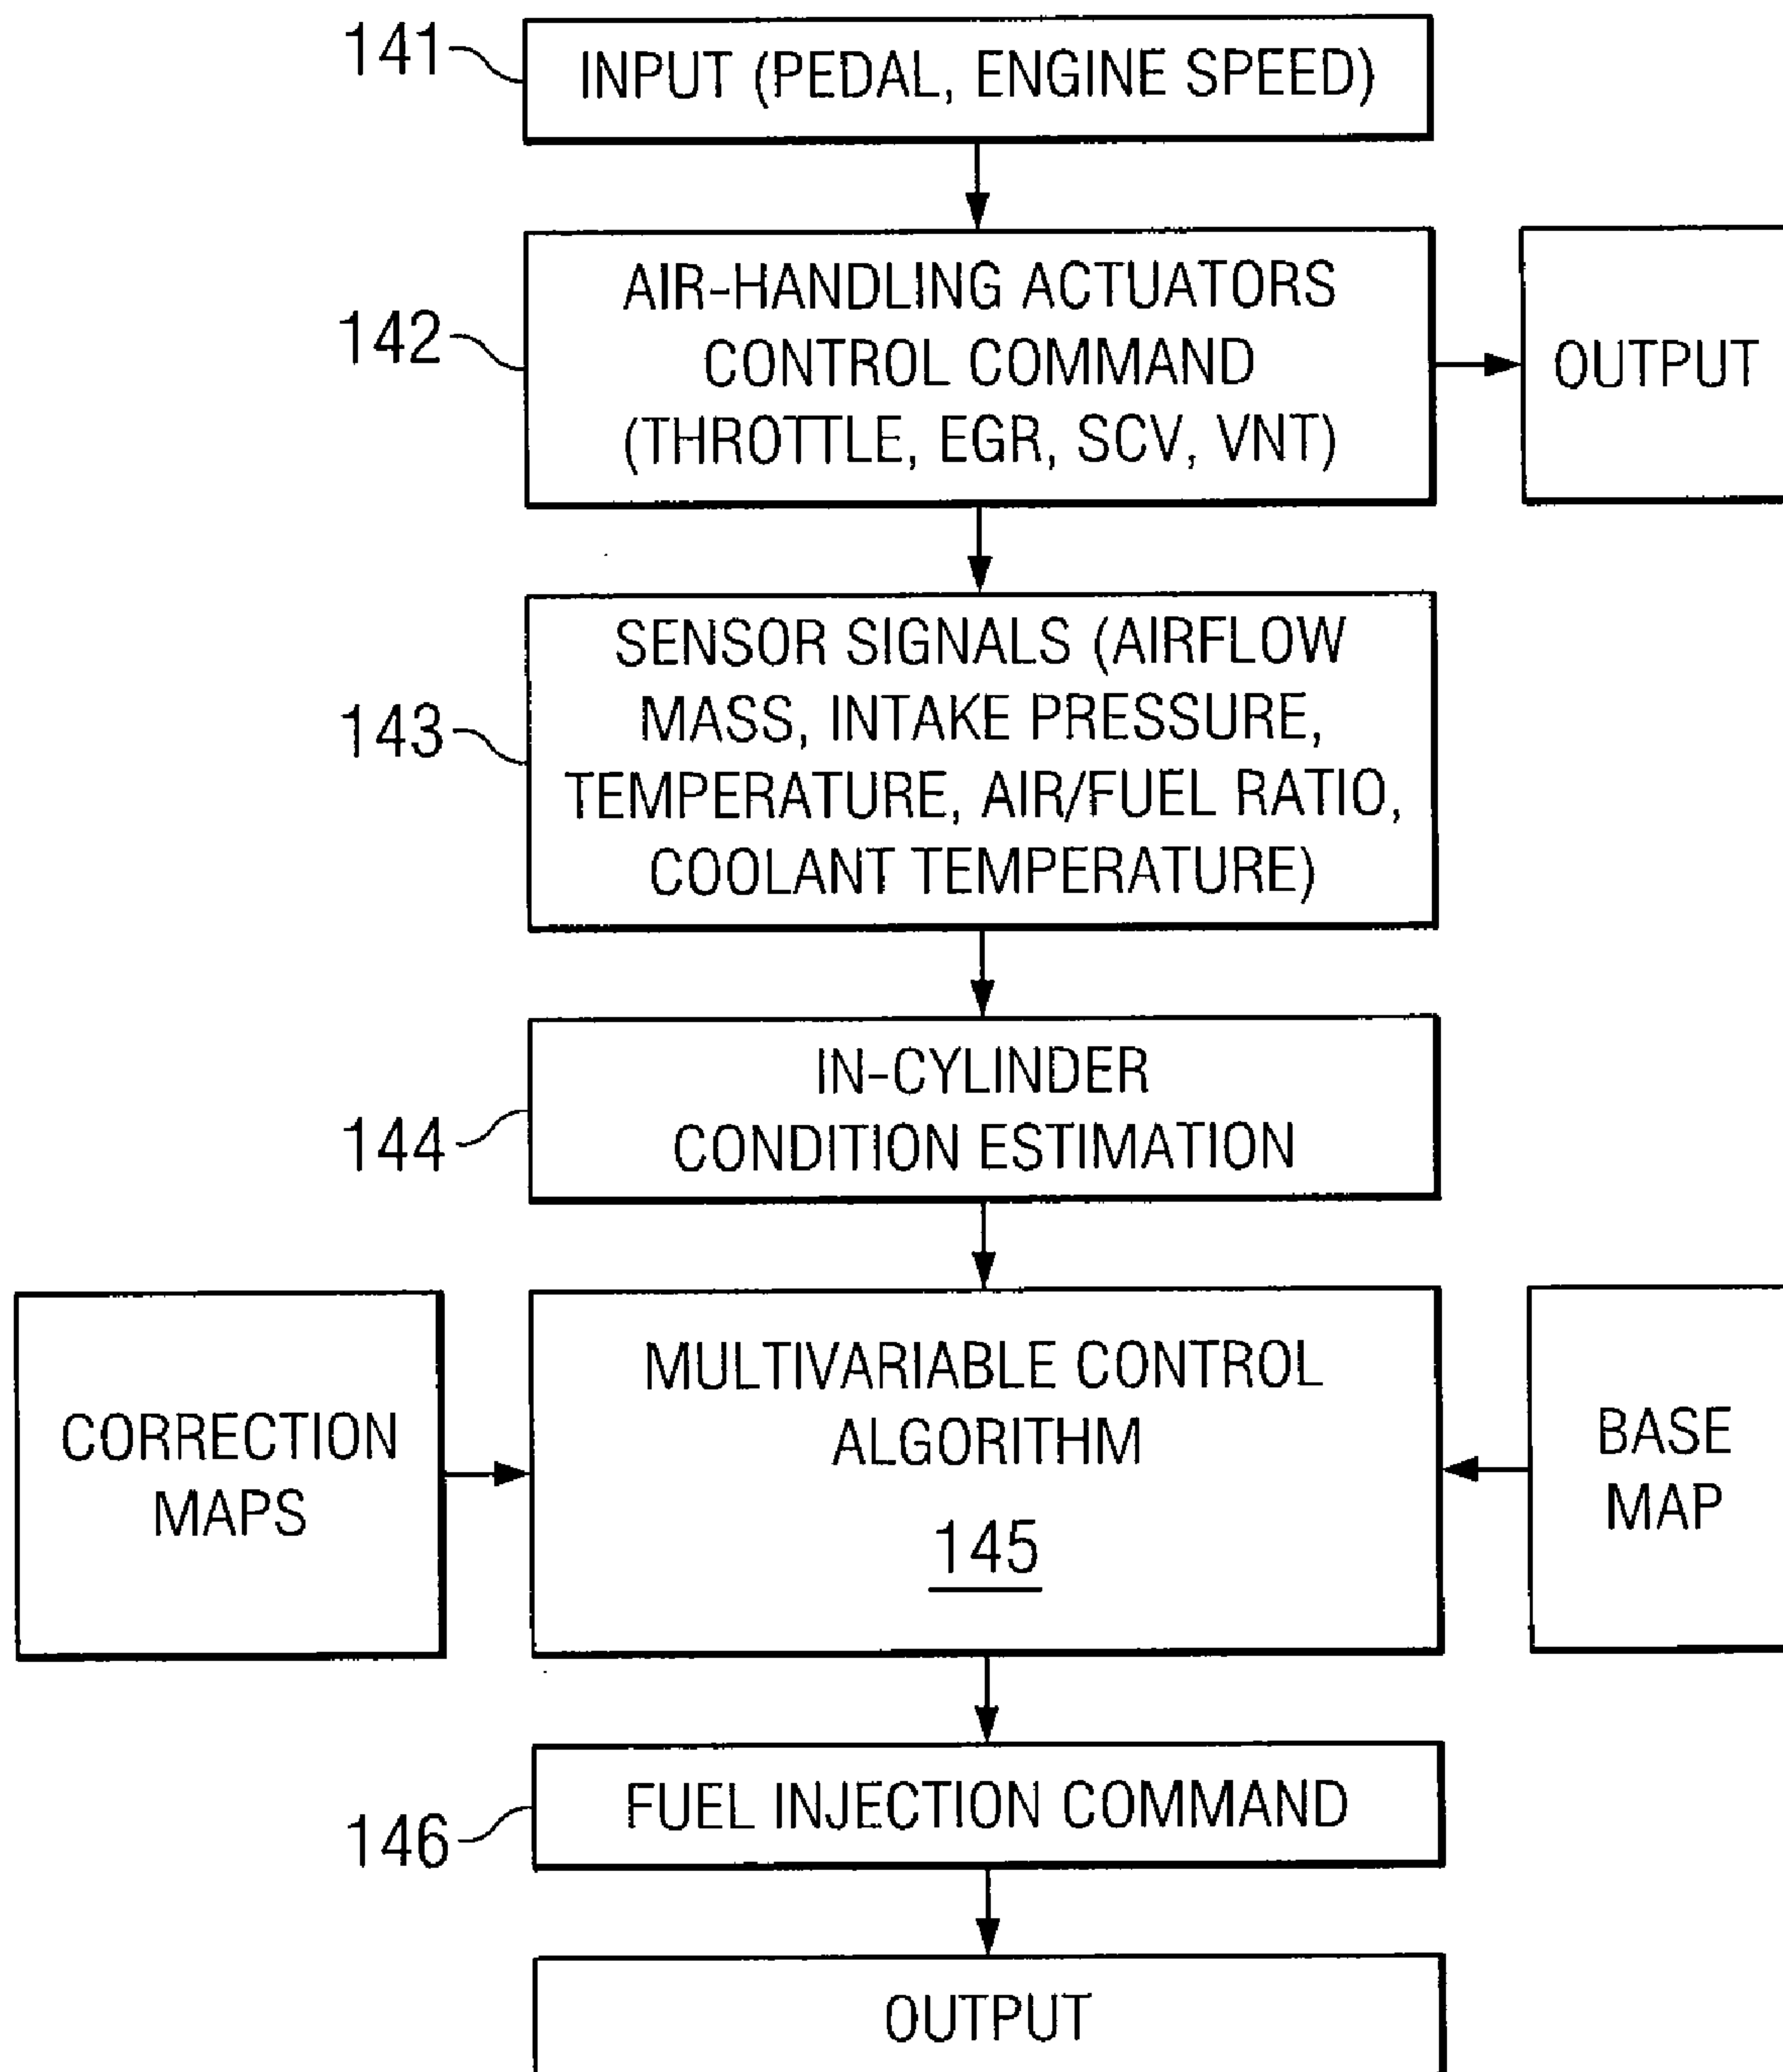 141
INPUT (PEDAL, ENGINE SPEED)
142
AIR-HANDLING ACTUATORS
CONTROL COMMAND
(THROTTLE, EGR, SCV, VNT)
OUTPUT
143
SENSOR SIGNALS (AIRFLOW
MASS, INTAKE PRESSURE,
TEMPERATURE, AIR/FUEL RATIO,
COOLANT TEMPERATURE)
144
IN-CYLINDER
CONDITION ESTIMATION
CORRECTION
MAPS
MULTIVARIABLE CONTROL
ALGORITHM
145
BASE
MAP
146
FUEL INJECTION COMMAND
OUTPUT